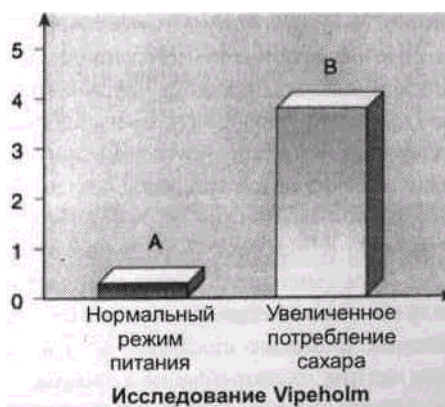 5
4
3
2
1
0
A
B
Нормальный
режим
питания
Увеличенное
потребление
сахара
Исследование Vipeholm